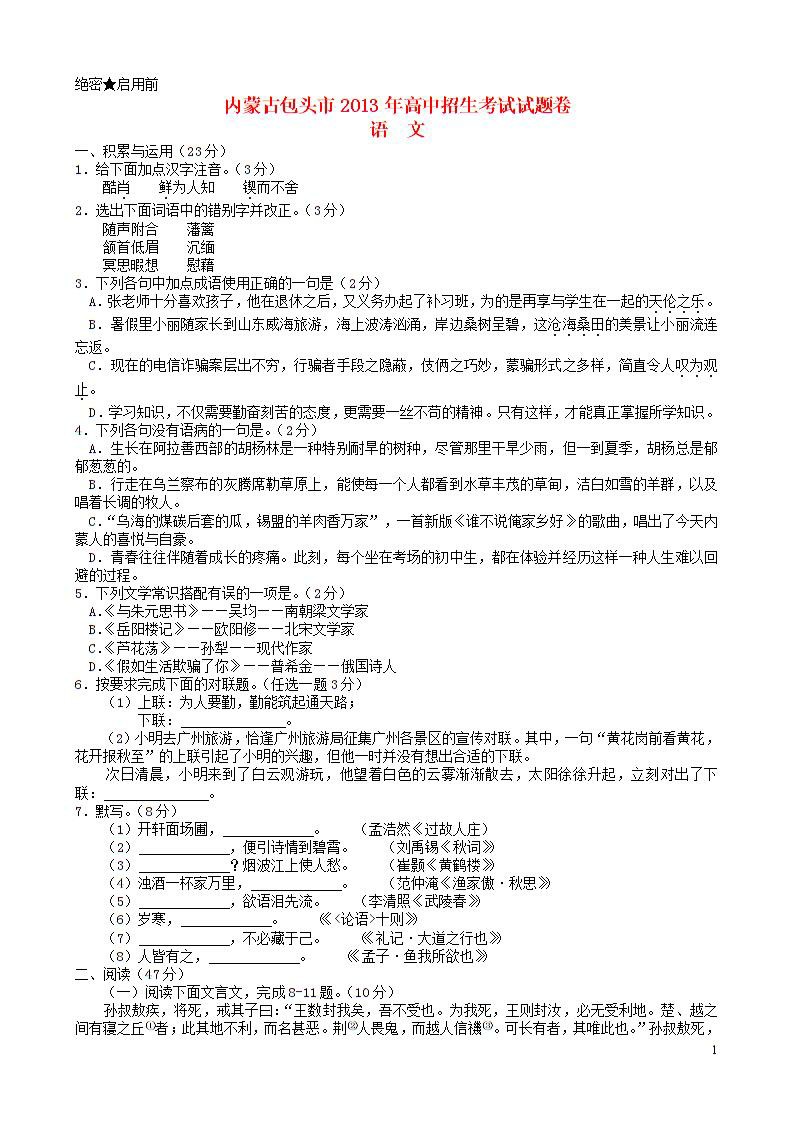 绝密★启用前
内蒙古包头市2013年高中招生考试试题卷
语 文
一、积累与运用(23分)
1.给下面加点汉字注音。(3分)
酷肖 鲜为人知 锲而不舍
2.选出下面词语中的错别字并改正。(3分)
随声附合 藩篱
颔首低眉 沉缅
冥思暇想 慰藉
3.下列各句中加点成语使用正确的一句是(2分)
A.张老师十分喜欢孩子,他在退休之后,又义务办起了补习班,为的是再享与学生在一起的天伦之乐。
B.暑假里小丽随家长到山东威海旅游,海上波涛汹涌,岸边桑树呈碧,这沧海桑田的美景让小丽流连
忘返。
C.现在的电信诈骗案层出不穷,行骗者手段之隐蔽,伎俩之巧妙,蒙骗形式之多样,简直令人叹为观
止。
D.学习知识,不仅需要勤奋刻苦的态度,更需要一丝不苟的精神。只有这样,才能真正掌握所学知识。
4.下列各句没有语病的一句是。(2分)
A.生长在阿拉善西部的胡杨林是一种特别耐旱的树种,尽管那里干旱少雨,但一到夏季,胡杨总是郁
郁葱葱的。
B.行走在乌兰察布的灰腾席勒草原上,能使每一个人都看到水草丰茂的草甸,洁白如雪的羊群,以及
唱着长调的牧人。
C.“乌海的煤碳后套的瓜,锡盟的羊肉香万家”,一首新版《谁不说俺家乡好》的歌曲,唱出了今天内
蒙人的喜悦与自豪。
D.青春往往伴随着成长的疼痛。此刻,每个坐在考场的初中生,都在体验并经历这样一种人生难以回
避的过程。
5.下列文学常识搭配有误的一项是。(2分)
A.《与朱元思书》——吴均——南朝梁文学家
B.《岳阳楼记》——欧阳修——北宋文学家
C.《芦花荡》——孙犁——现代作家
D.《假如生活欺骗了你》——普希金——俄国诗人
6.按要求完成下面的对联题。(任选一题3分)
(1)上联:为人要勤,勤能筑起通天路;
下联:_______________。
(2)小明去广州旅游,恰逢广州旅游局征集广州各景区的宣传对联。其中,一句“黄花岗前看黄花,
花开报秋至”的上联引起了小明的兴趣,但他一时并没有想出合适的下联。
次日清晨,小明来到了白云观游玩,他望着白色的云雾渐渐散去,太阳徐徐升起,立刻对出了下
联:_______________。
7.默写。(8分)
(1)开轩面场圃,_____________。 (孟浩然《过故人庄)
(2)_____________,便引诗情到碧霄。 (刘禹锡《秋词》)
(3)_____________?烟波江上使人愁。 (崔颢《黄鹤楼》)
(4)浊酒一杯家万里,_____________。 (范仲淹《渔家傲·秋思》)
(5)_____________,欲语泪先流。 (李清照《武陵春》)
(6)岁寒,_____________。 《<论语>十则》)
(7)_____________,不必藏于己。 《礼记·大道之行也》)
(8)人皆有之,_____________。 《孟子·鱼我所欲也》)
二、阅读(47分)
(一)阅读下面文言文,完成8-11题。(10分)
孙叔敖疾,将死,戒其子曰:“王数封我矣,吾不受也。为我死,王则封汝,必无受利地。楚、越之
间有寝之丘①者;此其地不利,而名甚恶。荆②人畏鬼,而越人信禨③。可长有者,其唯此也。”孙叔敖死,
1